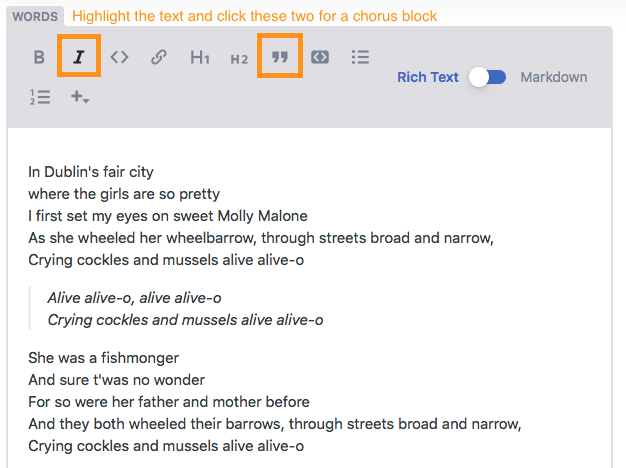 WORDS Highlight the text and click these two for a chorus block
B I <> H1 H2 ❞ <>
Rich Text Markdown
1
2
+
In Dublin's fair city
where the girls are so pretty
I first set my eyes on sweet Molly Malone
As she wheeled her wheelbarrow, through streets broad and narrow,
Crying cockles and mussels alive alive-o
Alive alive-o, alive alive-o
Crying cockles and mussels alive alive-o
She was a fishmonger
And sure t'was no wonder
For so were her father and mother before
And they both wheeled their barrows, through streets broad and narrow,
Crying cockles and mussels alive alive-o